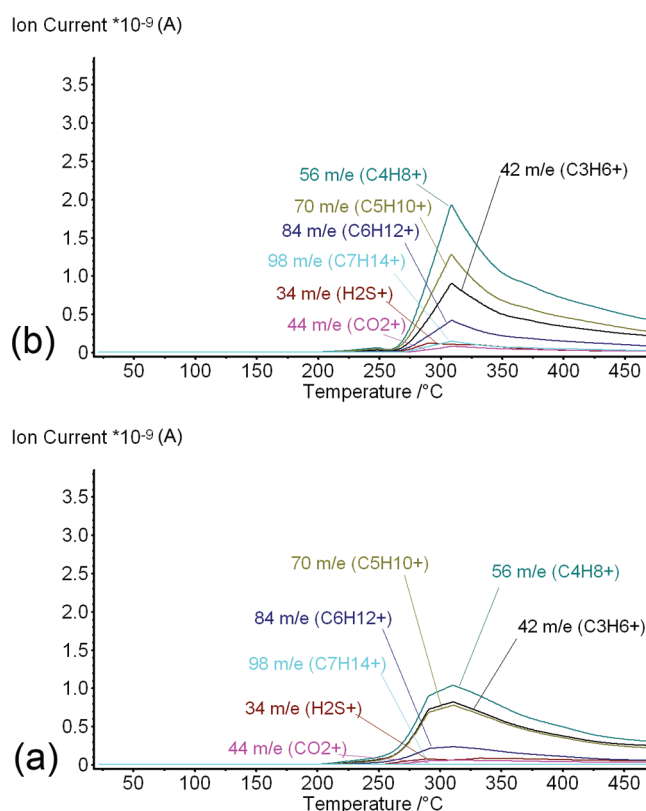 Ion Current *10-9 (A)
3.5
3.0
2.5
2.0
1.5
1.0
0.5
0
56 m/e (C4H8+)
42 m/e (C3H6+)
70 m/e (C5H10+)
84 m/e (C6H12+)
98 m/e (C7H14+)
34 m/e (H2S+)
44 m/e (CO2+)
(b)
50 100 150 200 250 300 350 400 450
Temperature /°C
Ion Current *10-9 (A)
3.5
3.0
2.5
2.0
1.5
1.0
0.5
0
70 m/e (C5H10+)
56 m/e (C4H8+)
84 m/e (C6H12+)
42 m/e (C3H6+)
98 m/e (C7H14+)
34 m/e (H2S+)
44 m/e (CO2+)
(a)
50 100 150 200 250 300 350 400 450
Temperature /°C